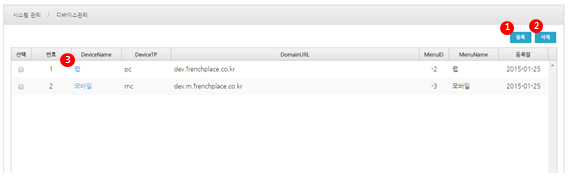 시스템 관리 / 디바이스관리
1 2
등록 삭제
선택 번호 DeviceName DeviceTP DomainURL MenuID MenuName 등록일
3
1 웹 pc dev.frenchplace.co.kr -2 웹 2015-01-25
2 모바일 mc dev.m.frenchplace.co.kr -3 모바일 2015-01-25